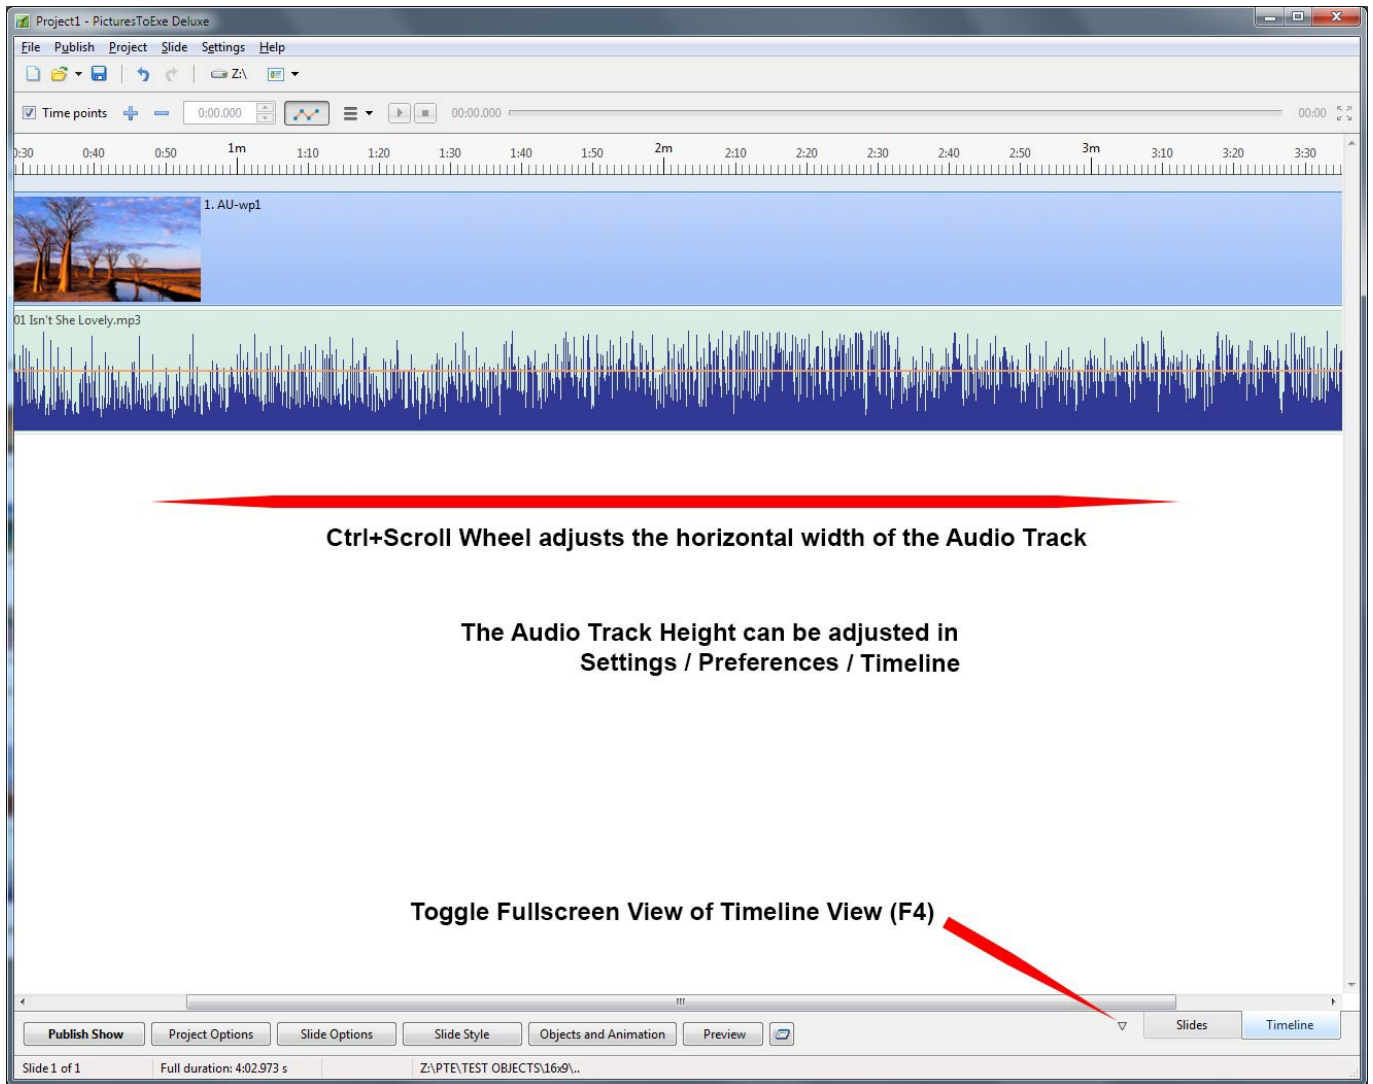 Project1 - PicturesToExe Deluxe
File Publish Project Slide Settings Help
Z:\
Time points 0:00.000 00:00.000 00:00
0:30 0:40 0:50 1m 1:10 1:20 1:30 1:40 1:50 2m 2:10 2:20 2:30 2:40 2:50 3m 3:10 3:20 3:30
1. AU-wp1
01 Isn't She Lovely.mp3
Ctrl+Scroll Wheel adjusts the horizontal width of the Audio Track
The Audio Track Height can be adjusted in
Settings / Preferences / Timeline
Toggle Fullscreen View of Timeline View (F4)
Publish Show Project Options Slide Options Slide Style Objects and Animation Preview Slides Timeline
Slide 1 of 1 Full duration: 4:02.973 s Z:\PTE\TEST OBJECTS\16x9\..